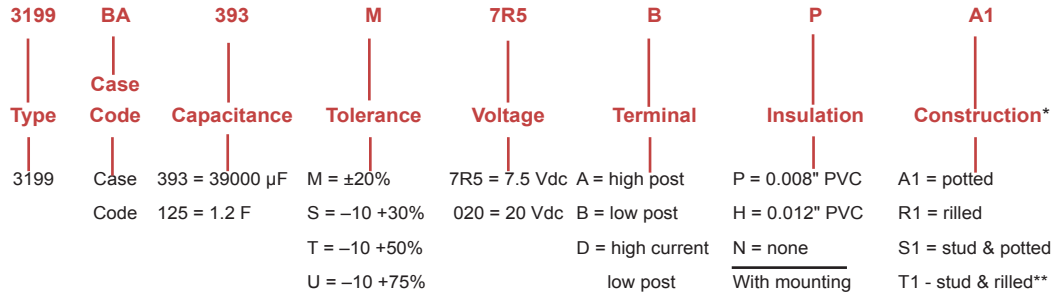 3199 BA 393 M 7R5 B P A1
Case
Type Code Capacitance Tolerance Voltage Terminal Insulation Construction*
3199 Case 393 = 39000 µF M = ±20% 7R5 = 7.5 Vdc A = high post P = 0.008" PVC A1 = potted
Code 125 = 1.2 F S = –10 +30% 020 = 20 Vdc B = low post H = 0.012" PVC R1 = rilled
T = –10 +50% D = high current N = none S1 = stud & potted
U = –10 +75% low post With mounting T1 - stud & rilled**